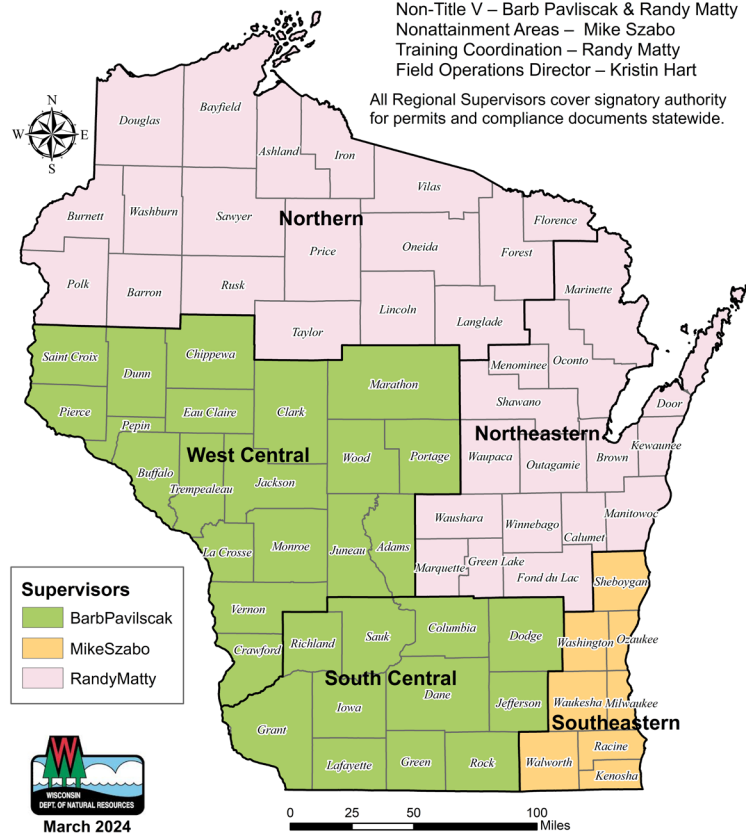 Non-Title V – Barb Pavliscak & Randy Matty
Nonattainment Areas – Mike Szabo
Training Coordination – Randy Matty
Field Operations Director – Kristin Hart
All Regional Supervisors cover signatory authority
for permits and compliance documents statewide.
N
W
E
S
Douglas
Bayfield
Ashland
Iron
Vilas
Burnett
Washburn
Sawyer
Northern
Price
Oneida
Forest
Florence
Polk
Barron
Rusk
Lincoln
Langlade
Marinette
Taylor
Saint Croix
Dunn
Chippewa
Menominee
Oconto
Pierce
Pepin
Eau Claire
Clark
Marathon
Shawano
Door
West Central
Wood
Portage
Northeastern
Waupaca
Outagamie
Brown
Kewaunee
Buffalo
Trempealeau
Jackson
La Crosse
Monroe
Juneau
Adams
Waushara
Winnebago
Calumet
Manitowoc
Marquette
Green Lake
Fond du Lac
Sheboygan
Vernon
Crawford
Richland
Sauk
Columbia
Dodge
Washington
Ozaukee
South Central
Grant
Iowa
Dane
Jefferson
Waukesha
Milwaukee
Southeastern
Lafayette
Green
Rock
Walworth
Racine
Kenosha
Supervisors
BarbPavilscak
MikeSzabo
RandyMatty
W
WISCONSIN
DEPT. OF NATURAL RESOURCES
March 2024
0 25 50 100
Miles